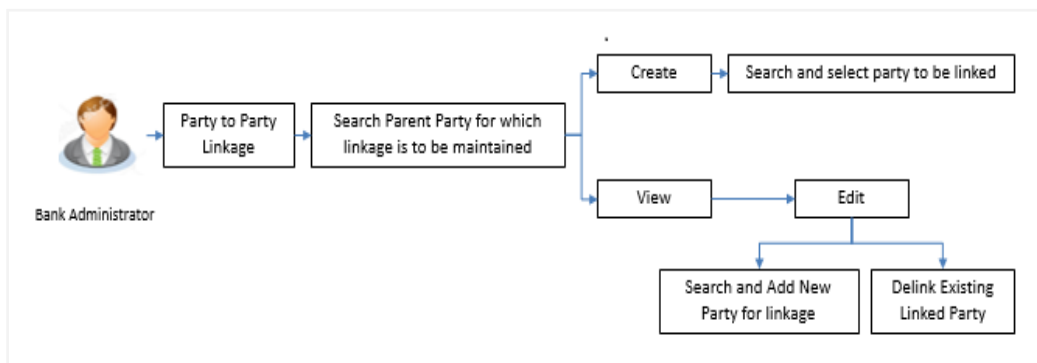 Create
Search and select party to be linked
Party to Party
Linkage
Search Parent Party for which
linkage is to be maintained
View
Edit
Bank Administrator
Search and Add New
Party for linkage
Delink Existing
Linked Party